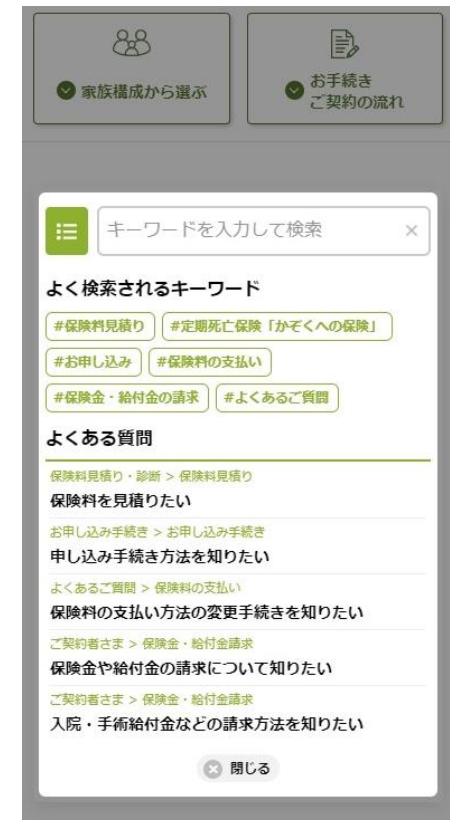 家族構成から選ぶ
お手続き
ご契約の流れ
キーワードを入力して検索 ×
よく検索されるキーワード
#保険料見積り #定期死亡保険「かぞくへの保険」
#お申し込み #保険料の支払い
#保険金・給付金の請求 #よくあるご質問
よくある質問
保険料見積り・診断 > 保険料見積り
保険料を見積りたい
お申し込み手続き > お申し込み手続き
申し込み手続き方法を知りたい
よくあるご質問 > 保険料の支払い
保険料の支払い方法の変更手続きを知りたい
ご契約者さま > 保険金・給付金請求
保険金や給付金の請求について知りたい
ご契約者さま > 保険金・給付金請求
入院・手術給付金などの請求方法を知りたい
閉じる